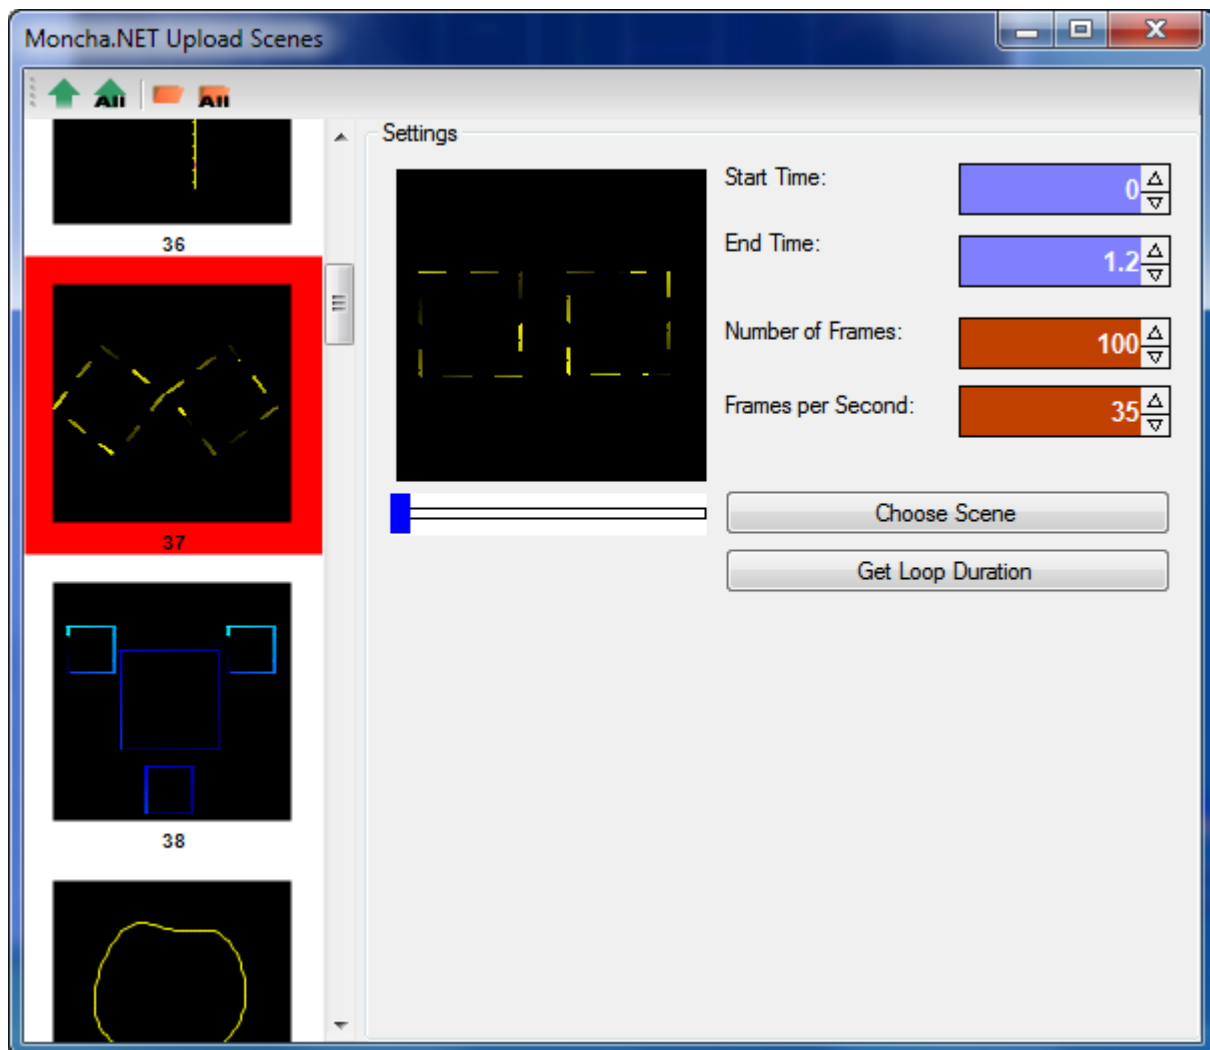 Moncha.NET Upload Scenes
All All
36
37
38
Settings
Start Time: 0
End Time: 1.2
Number of Frames: 100
Frames per Second: 35
Choose Scene
Get Loop Duration